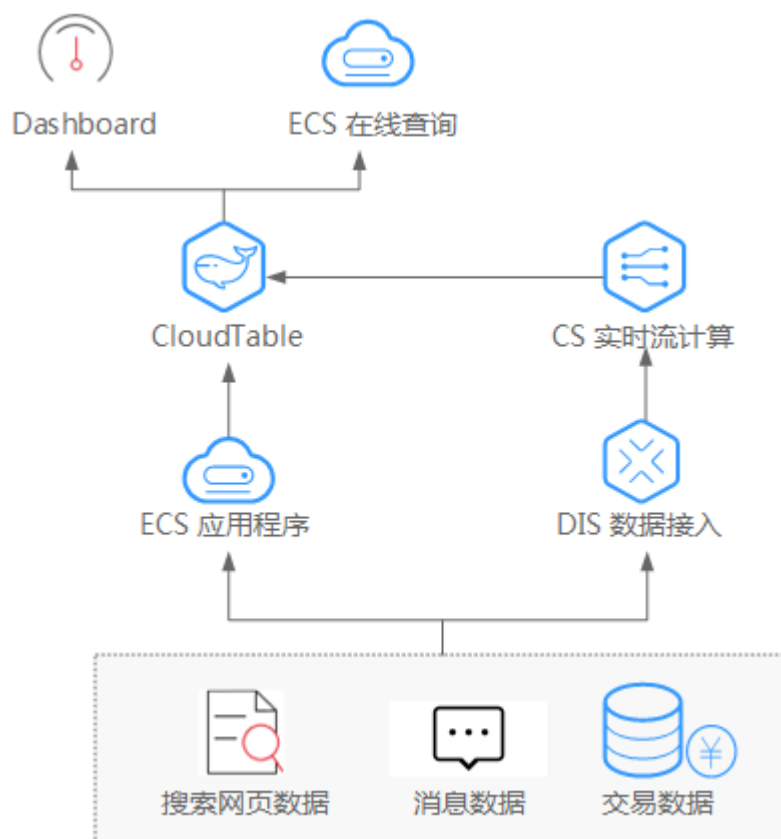 Dashboard
ECS 在线查询
CloudTable
CS 实时流计算
ECS 应用程序
DIS 数据接入
¥
搜索网页数据
消息数据
交易数据